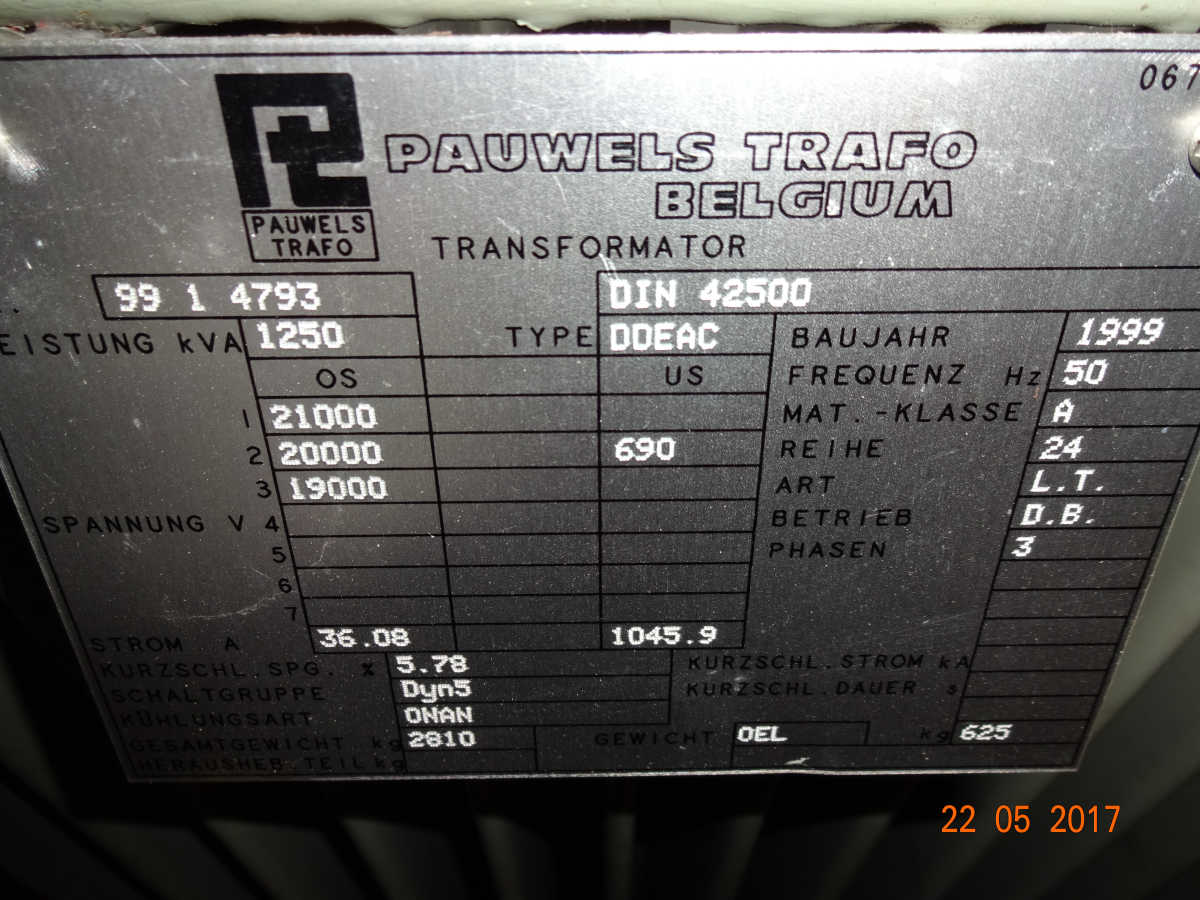 067
PAUWELS TRAFO
BELGIUM
PAUWELS
TRAFO
TRANSFORMATOR
99 1 4793 DIN 42500
EISTUNG kVA 1250 TYPE DDEAC BAUJAHR 1999
OS US FREQUENZ Hz 50
1 21000 MAT.-KLASSE A
2 20000 690 REIHE 24
3 19000 ART L.T.
SPANNUNG V 4 BETRIEB D.B.
5 PHASEN 3
6
7
STROM A 36.08 1045.9
KURZSCHL.SPG. % 5.78 KURZSCHL.STROM kA
SCHALTGRUPPE Dyn5 KURZSCHL.DAUER s
KÜHLUNGSART ONAN
GESAMTGEWICHT kg 2810 GEWICHT OEL kg 625
HERAUSHEB.TEIL kg
22 05 2017